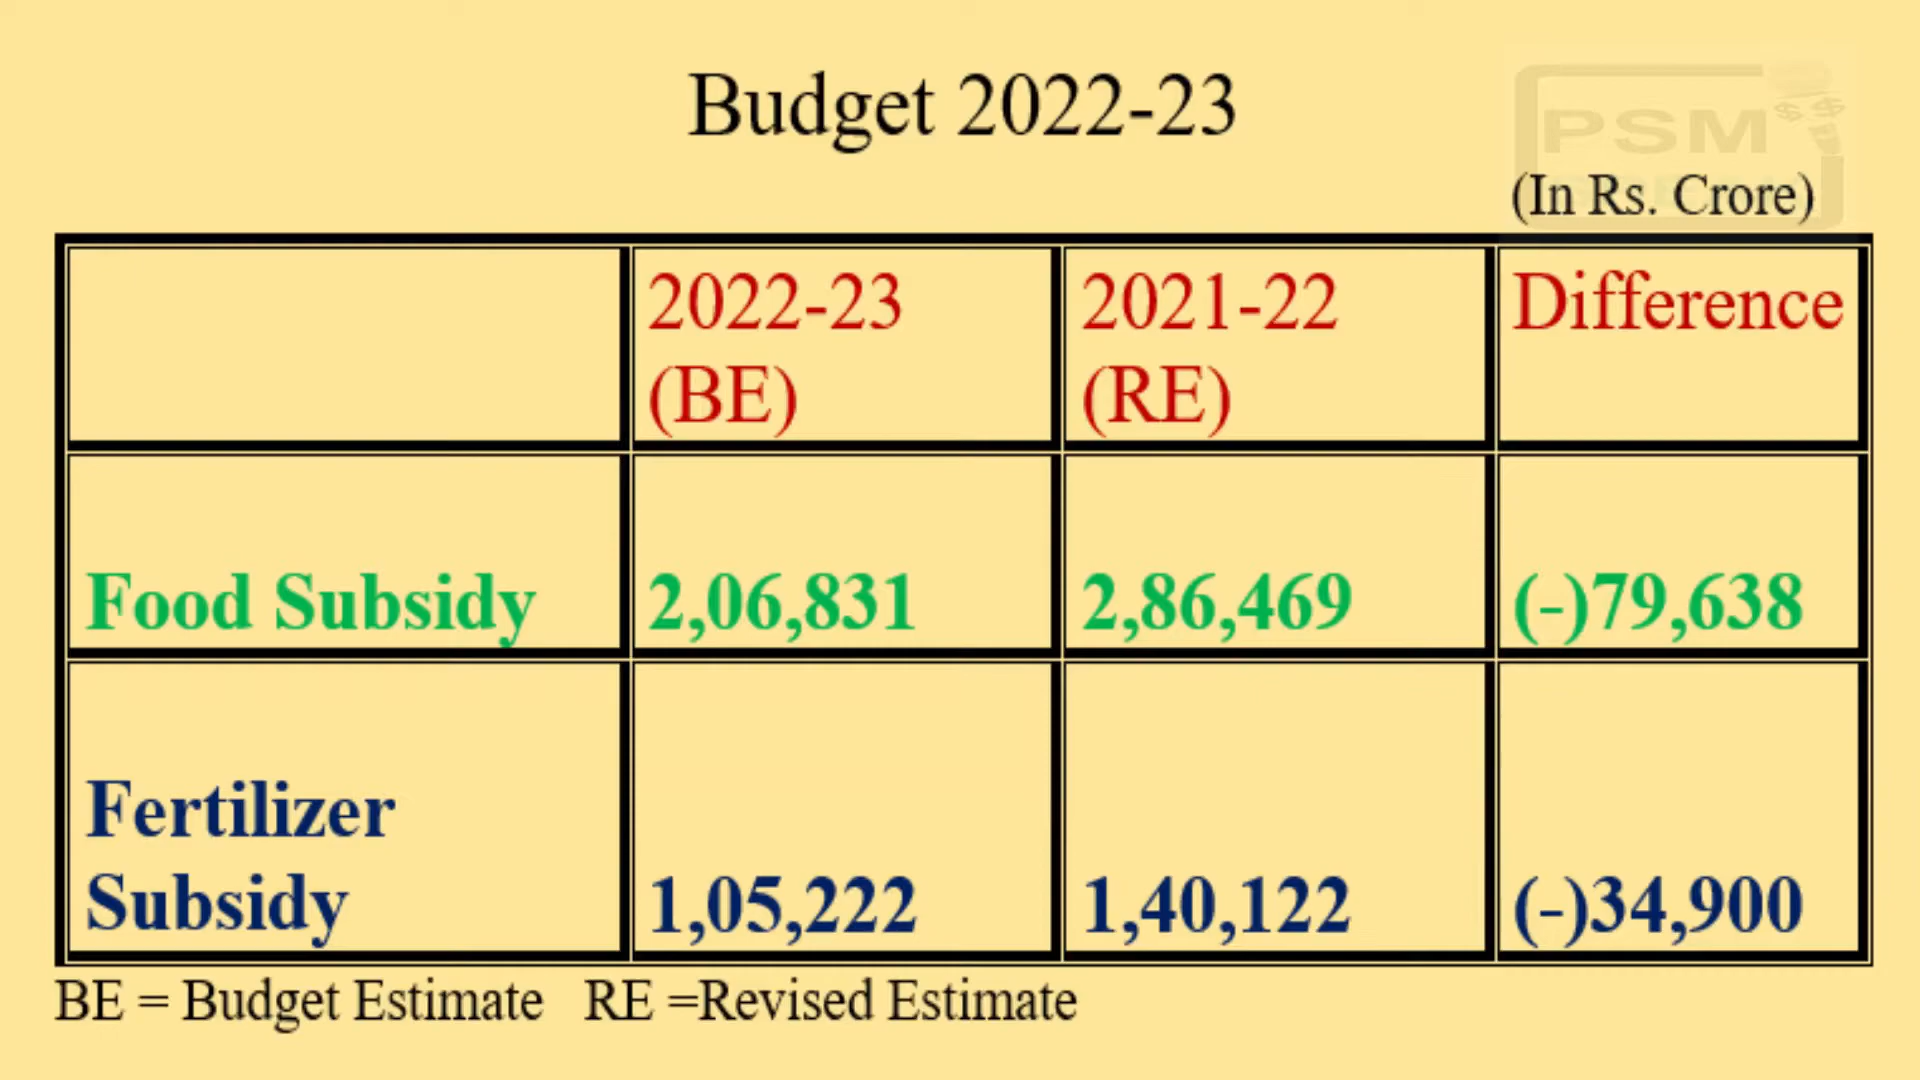 Budget 2022-23
PSM
(In Rs. Crore)
2022-23 (BE) 2021-22 (RE) Difference
Food Subsidy 2,06,831 2,86,469 (-)79,638
Fertilizer
Subsidy 1,05,222 1,40,122 (-)34,900
BE = Budget Estimate RE =Revised Estimate